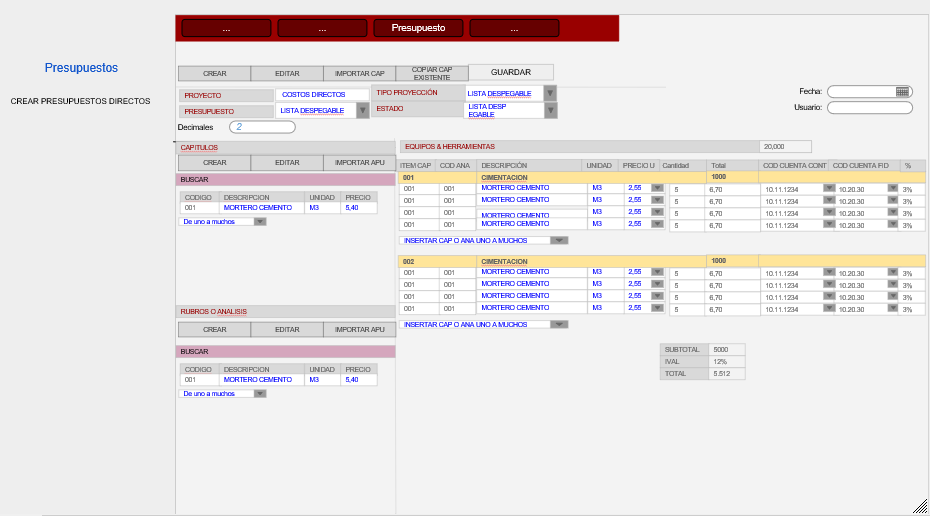 ... ... Presupuesto ...
Presupuestos
CREAR PRESUPUESTOS DIRECTOS
CREAR EDITAR IMPORTAR CAP COPIAR CAP EXISTENTE GUARDAR
PROYECTO COSTOS DIRECTOS TIPO PROYECCIÓN LISTA DESPEGABLE
PRESUPUESTO LISTA DESPEGABLE ESTADO LISTA DESP EGABLE
Fecha:
Usuario:
Decimales 2
CAPITULOS
CREAR EDITAR IMPORTAR APU
BUSCAR
CODIGO DESCRIPCION UNIDAD PRECIO
001 MORTERO CEMENTO M3 5,40
De uno a muchos
RUBROS O ANALISIS
CREAR EDITAR IMPORTAR APU
BUSCAR
CODIGO DESCRIPCION UNIDAD PRECIO
001 MORTERO CEMENTO M3 5,40
De uno a muchos
EQUIPOS & HERRAMIENTAS 20,000
ITEM CAP COD ANA DESCRIPCIÓN UNIDAD PRECIO U Cantidad Total COD CUENTA CONT COD CUENTA FID %
001 CIMENTACION 1000
001 001 MORTERO CEMENTO M3 2,55 5 6,70 10.11.1234 10.20.30 3%
001 001 MORTERO CEMENTO M3 2,55 5 6,70 10.11.1234 10.20.30 3%
001 001 MORTERO CEMENTO M3 2,55 5 6,70 10.11.1234 10.20.30 3%
001 001 MORTERO CEMENTO M3 2,55 5 6,70 10.11.1234 10.20.30 3%
INSERTAR CAP O ANA UNO A MUCHOS
002 CIMENTACION 1000
001 001 MORTERO CEMENTO M3 2,55 5 6,70 10.11.1234 10.20.30 3%
001 001 MORTERO CEMENTO M3 2,55 5 6,70 10.11.1234 10.20.30 3%
001 001 MORTERO CEMENTO M3 2,55 5 6,70 10.11.1234 10.20.30 3%
001 001 MORTERO CEMENTO M3 2,55 5 6,70 10.11.1234 10.20.30 3%
INSERTAR CAP O ANA UNO A MUCHOS
SUBTOTAL 5000
IVAL 12%
TOTAL 5.512